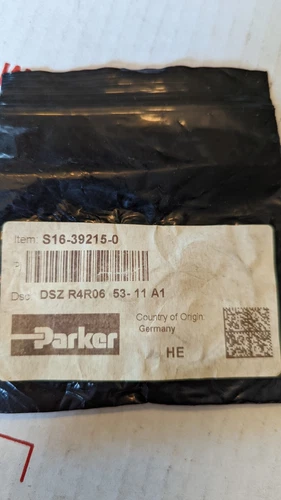 Item: S16-39215-0
Dsc: DSZ R4R06 53- 11 A1
Parker
Country of Origin:
Germany
HE